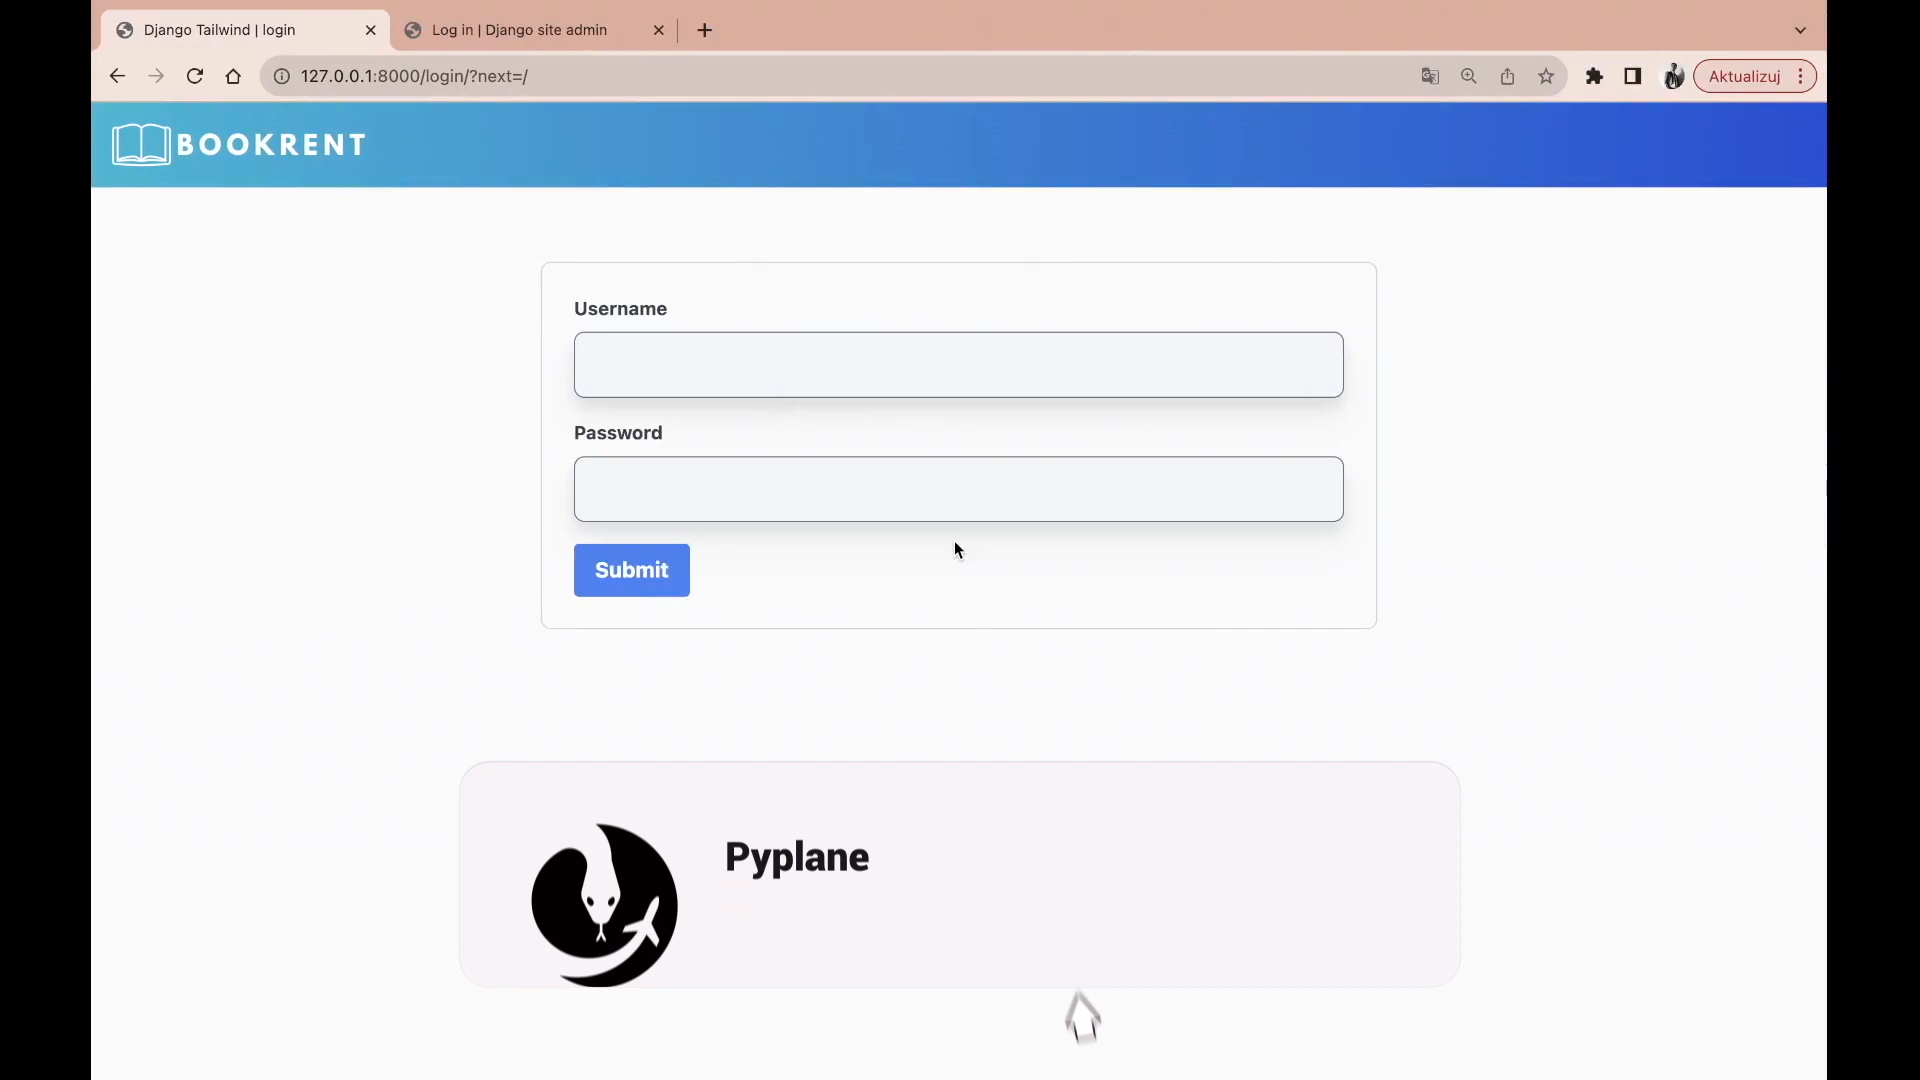 Django Tailwind | login
Log in | Django site admin
127.0.0.1:8000/login/?next=/
Aktualizuj
BOOKRENT
Username
Password
Submit
Pyplane